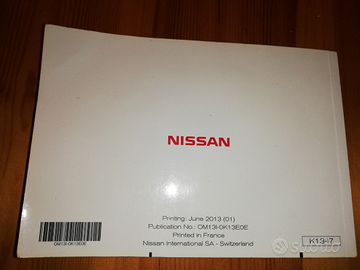 NISSAN
Printing: June 2013 (01)
Publication No.: OM13I-0K13E0E
Printed in France
Nissan International SA - Switzerland
OM13I-0K13E0E
K13-7
subito